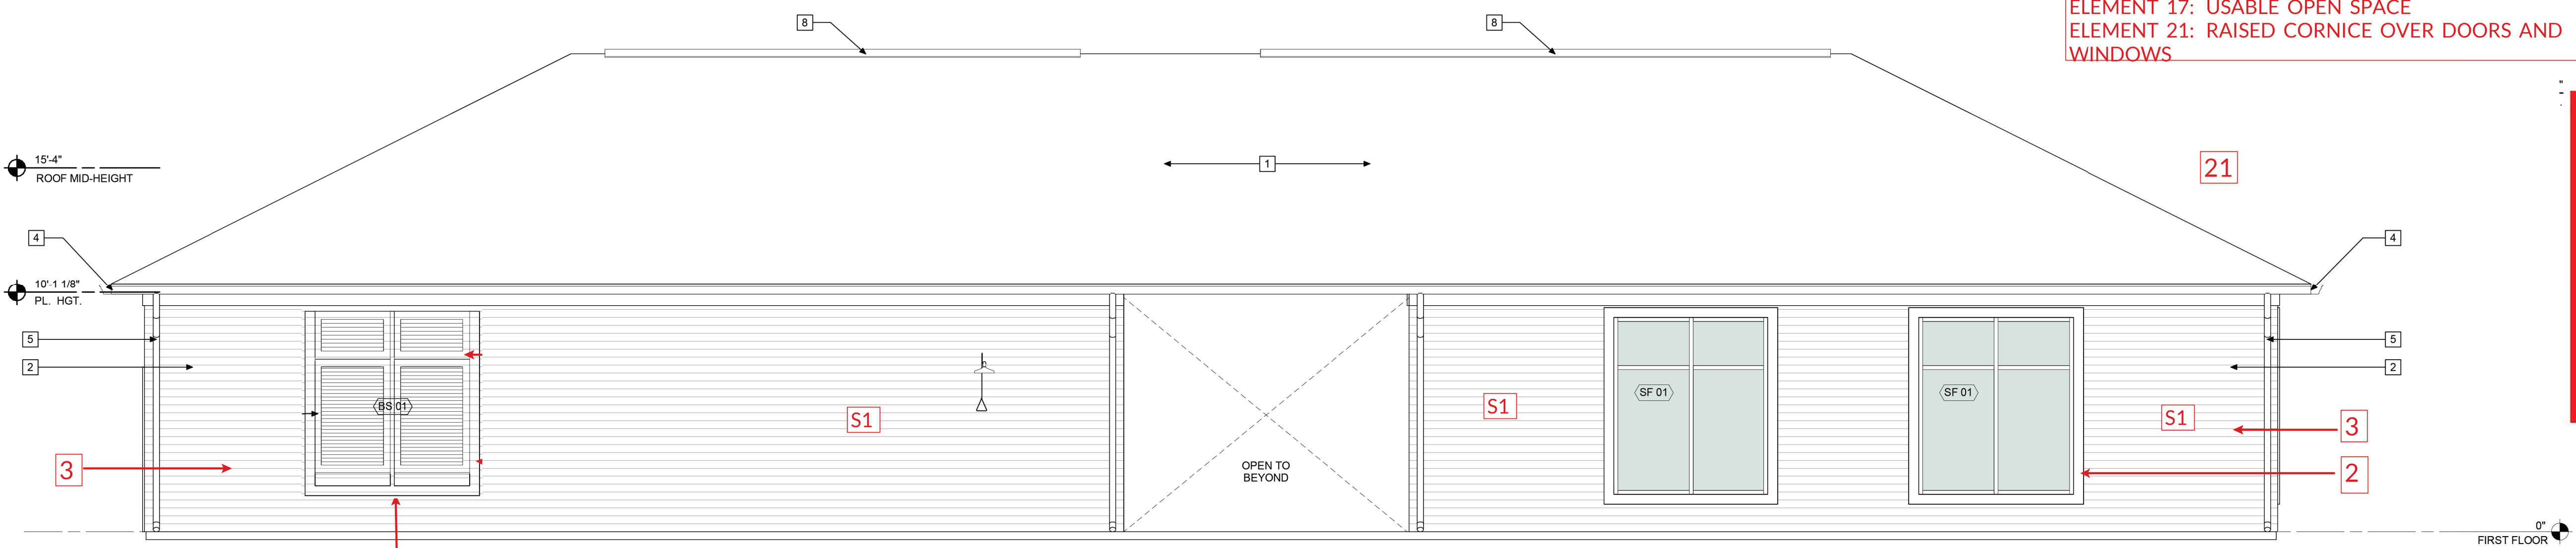 ELEMENT 17: USABLE OPEN SPACE
ELEMENT 21: RAISED CORNICE OVER DOORS AND
WINDOWS
8
8
15'-4"
ROOF MID-HEIGHT
1
21
4
4
10'-1 1/8"
PL. HGT.
5
5
2
2
BS 01
SF 01
SF 01
S1
S1
S1
3
3
OPEN TO
BEYOND
2
0"
FIRST FLOOR